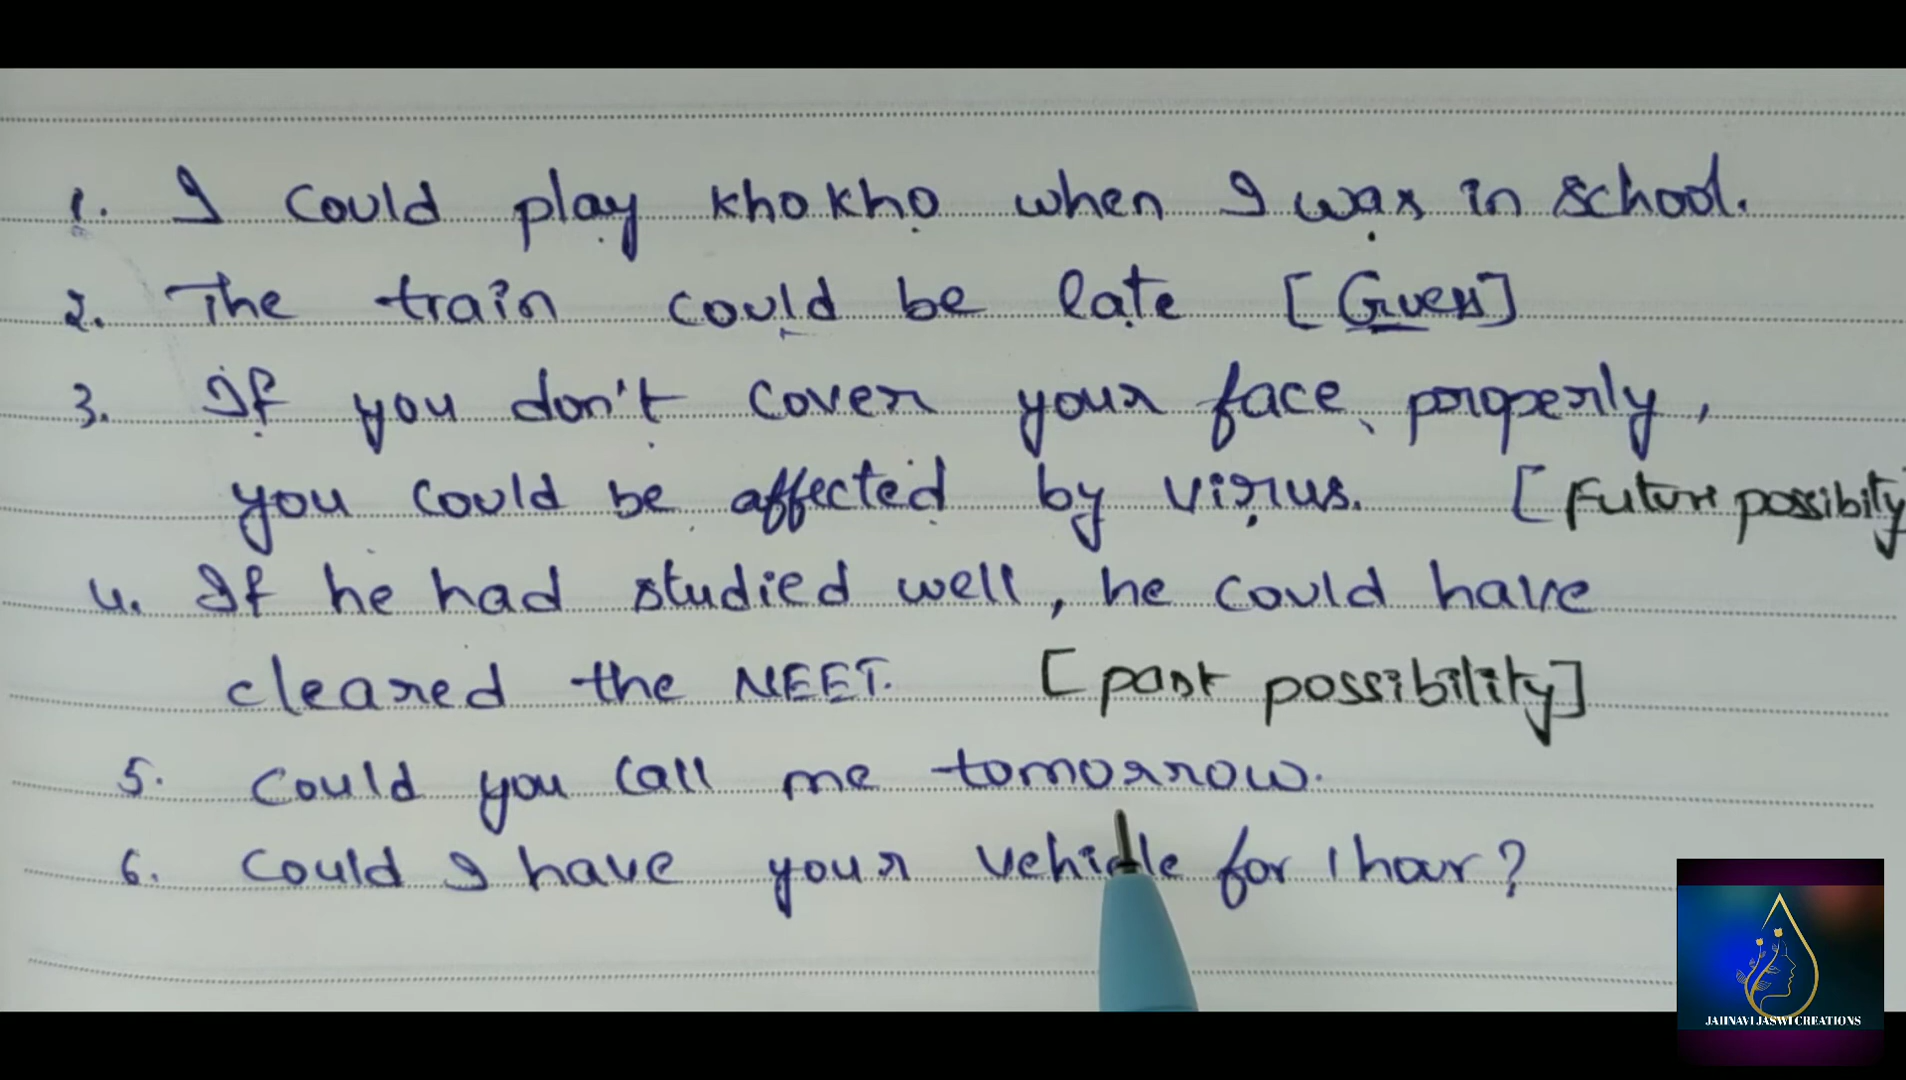 1. I could play kho kho when I was in school.
2. The train could be late [Guess]
3. If you don't cover your face properly,
you could be affected by virus. [Future possibity
4. If he had studied well, he could have
cleared the NEET. [past possibility]
5. Could you call me tomorrow.
6. Could I have your vehicle for 1 hour?
JAHNAVI JASWI CREATIONS